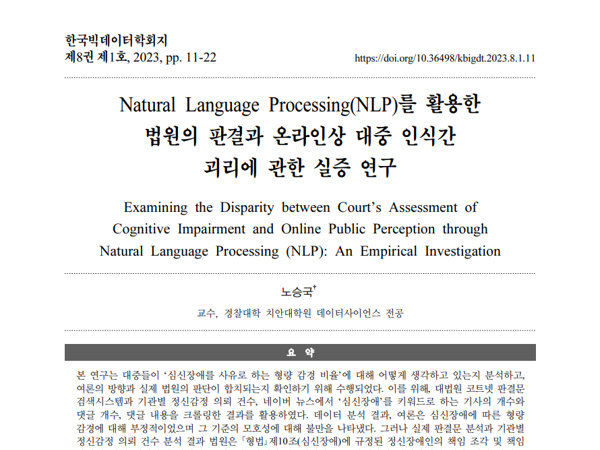 한국빅데이터학회지
제8권 제1호, 2023, pp. 11-22
https://doi.org/10.36498/kbigdt.2023.8.1.11
Natural Language Processing(NLP)를 활용한
법원의 판결과 온라인상 대중 인식간
괴리에 관한 실증 연구
Examining the Disparity between Court's Assessment of
Cognitive Impairment and Online Public Perception through
Natural Language Processing (NLP): An Empirical Investigation
노승국†
교수, 경찰대학 치안대학원 데이터사이언스 전공
요 약
본 연구는 대중들이 '심신장애를 사유로 하는 형량 감경 비율'에 대해 어떻게 생각하고 있는지 분석하고,
여론의 방향과 실제 법원의 판단이 합치되는지 확인하기 위해 수행되었다. 이를 위해, 대법원 코트넷 판결문
검색시스템과 기관별 정신감정 의뢰 건수, 네이버 뉴스에서 '심신장애'를 키워드로 하는 기사의 개수와
댓글 개수, 댓글 내용을 크롤링한 결과를 활용하였다. 데이터 분석 결과, 여론은 심신장애에 따른 형량
감경에 대해 부정적이었으며 그 기준의 모호성에 대해 불만을 나타냈다. 그러나 실제 판결문 분석과 기관별
정신감정 의뢰 건수 분석 결과 법원은 「형법」제10조(심신장애)에 규정된 정신장애인의 책임 조각 및 책임